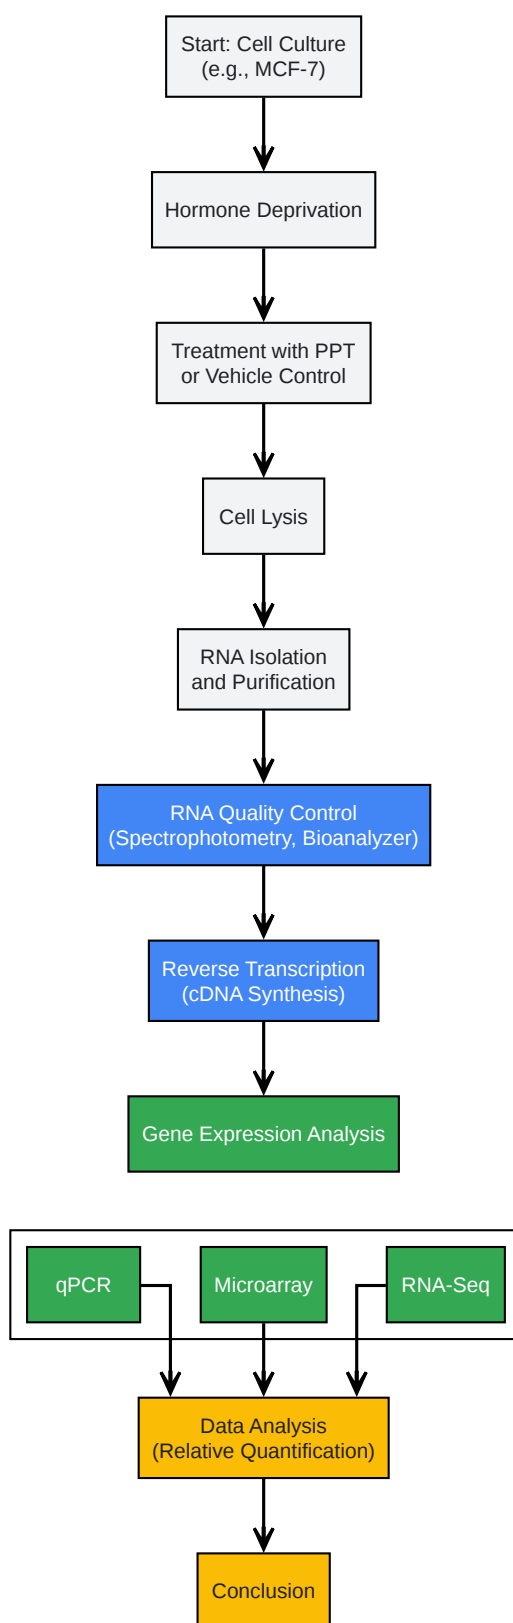 Start: Cell Culture
(e.g., MCF-7)
Hormone Deprivation
Treatment with PPT
or Vehicle Control
Cell Lysis
RNA Isolation
and Purification
RNA Quality Control
(Spectrophotometry, Bioanalyzer)
Reverse Transcription
(cDNA Synthesis)
Gene Expression Analysis
qPCR
Microarray
RNA-Seq
Data Analysis
(Relative Quantification)
Conclusion